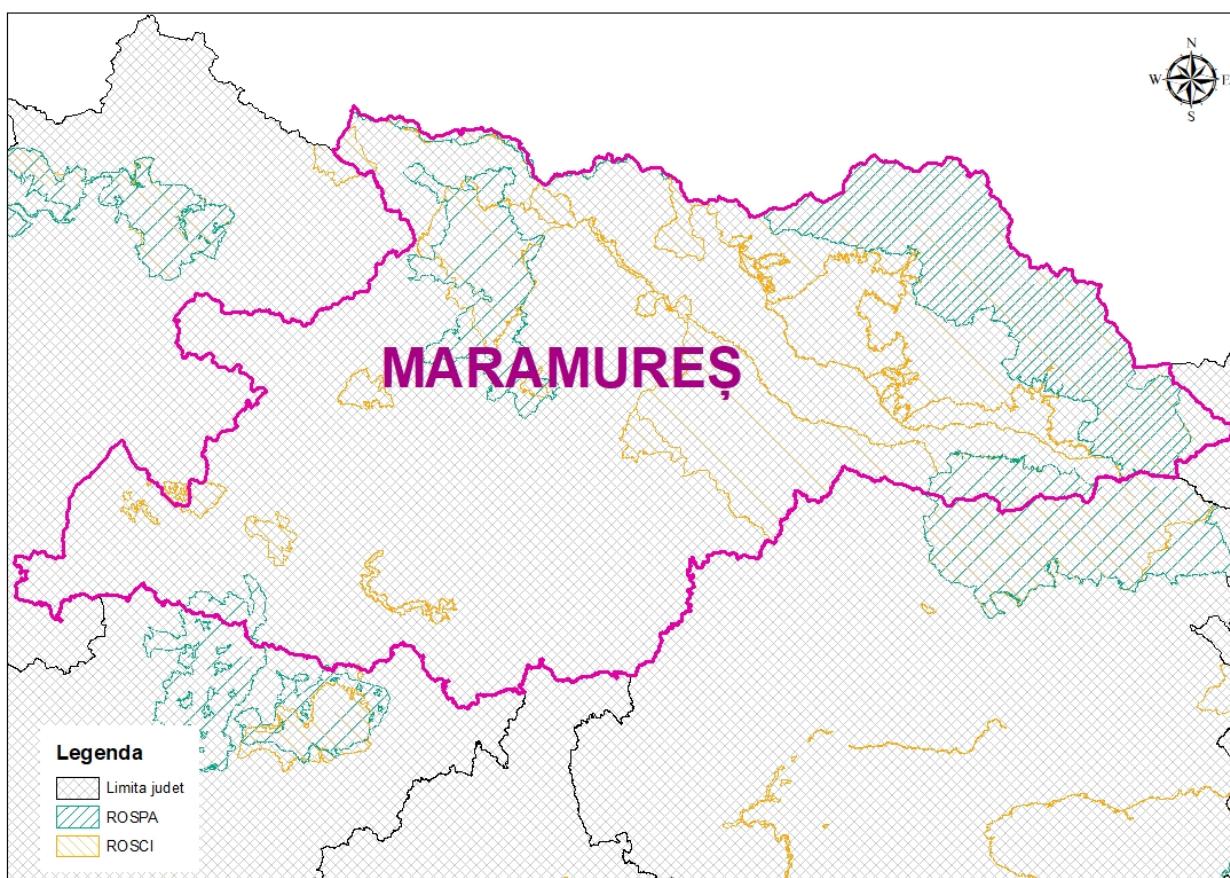 N
W E
S
MARAMUREȘ
Legenda
Limita judet
ROSPA
ROSCI